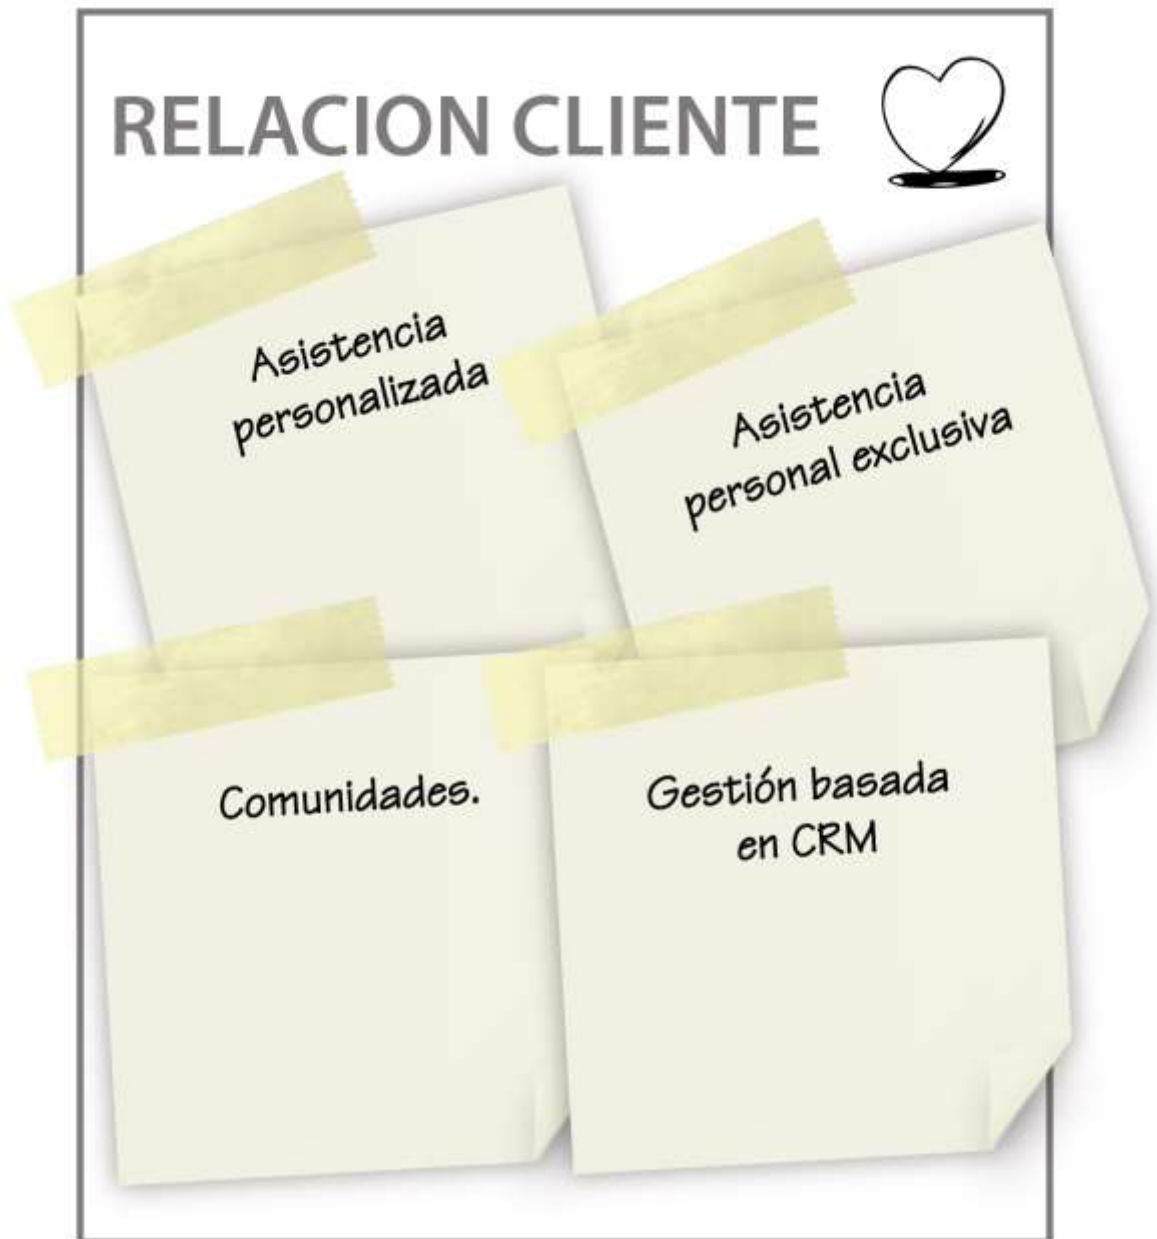 RELACION CLIENTE
Asistencia
personalizada
Asistencia
personal exclusiva
Comunidades.
Gestión basada
en CRM